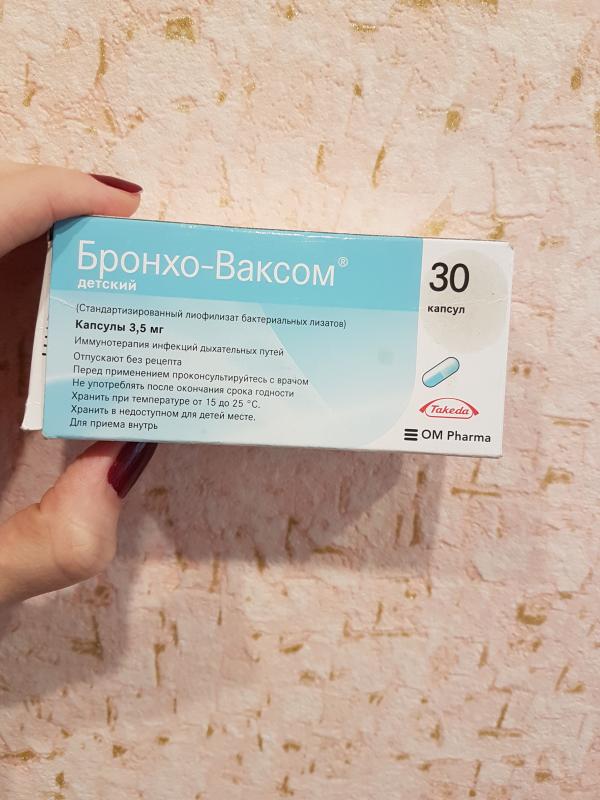 Бронхо-Ваксом®
детский
(Стандартизированный лиофилизат бактериальных лизатов)
Капсулы 3,5 мг
Иммунотерапия инфекций дыхательных путей
Отпускают без рецепта
Перед применением проконсультируйтесь с врачом
Не употреблять после окончания срока годности
Хранить при температуре от 15 до 25 °C.
Хранить в недоступном для детей месте.
Для приема внутрь
30
капсул
Takeda
OM Pharma